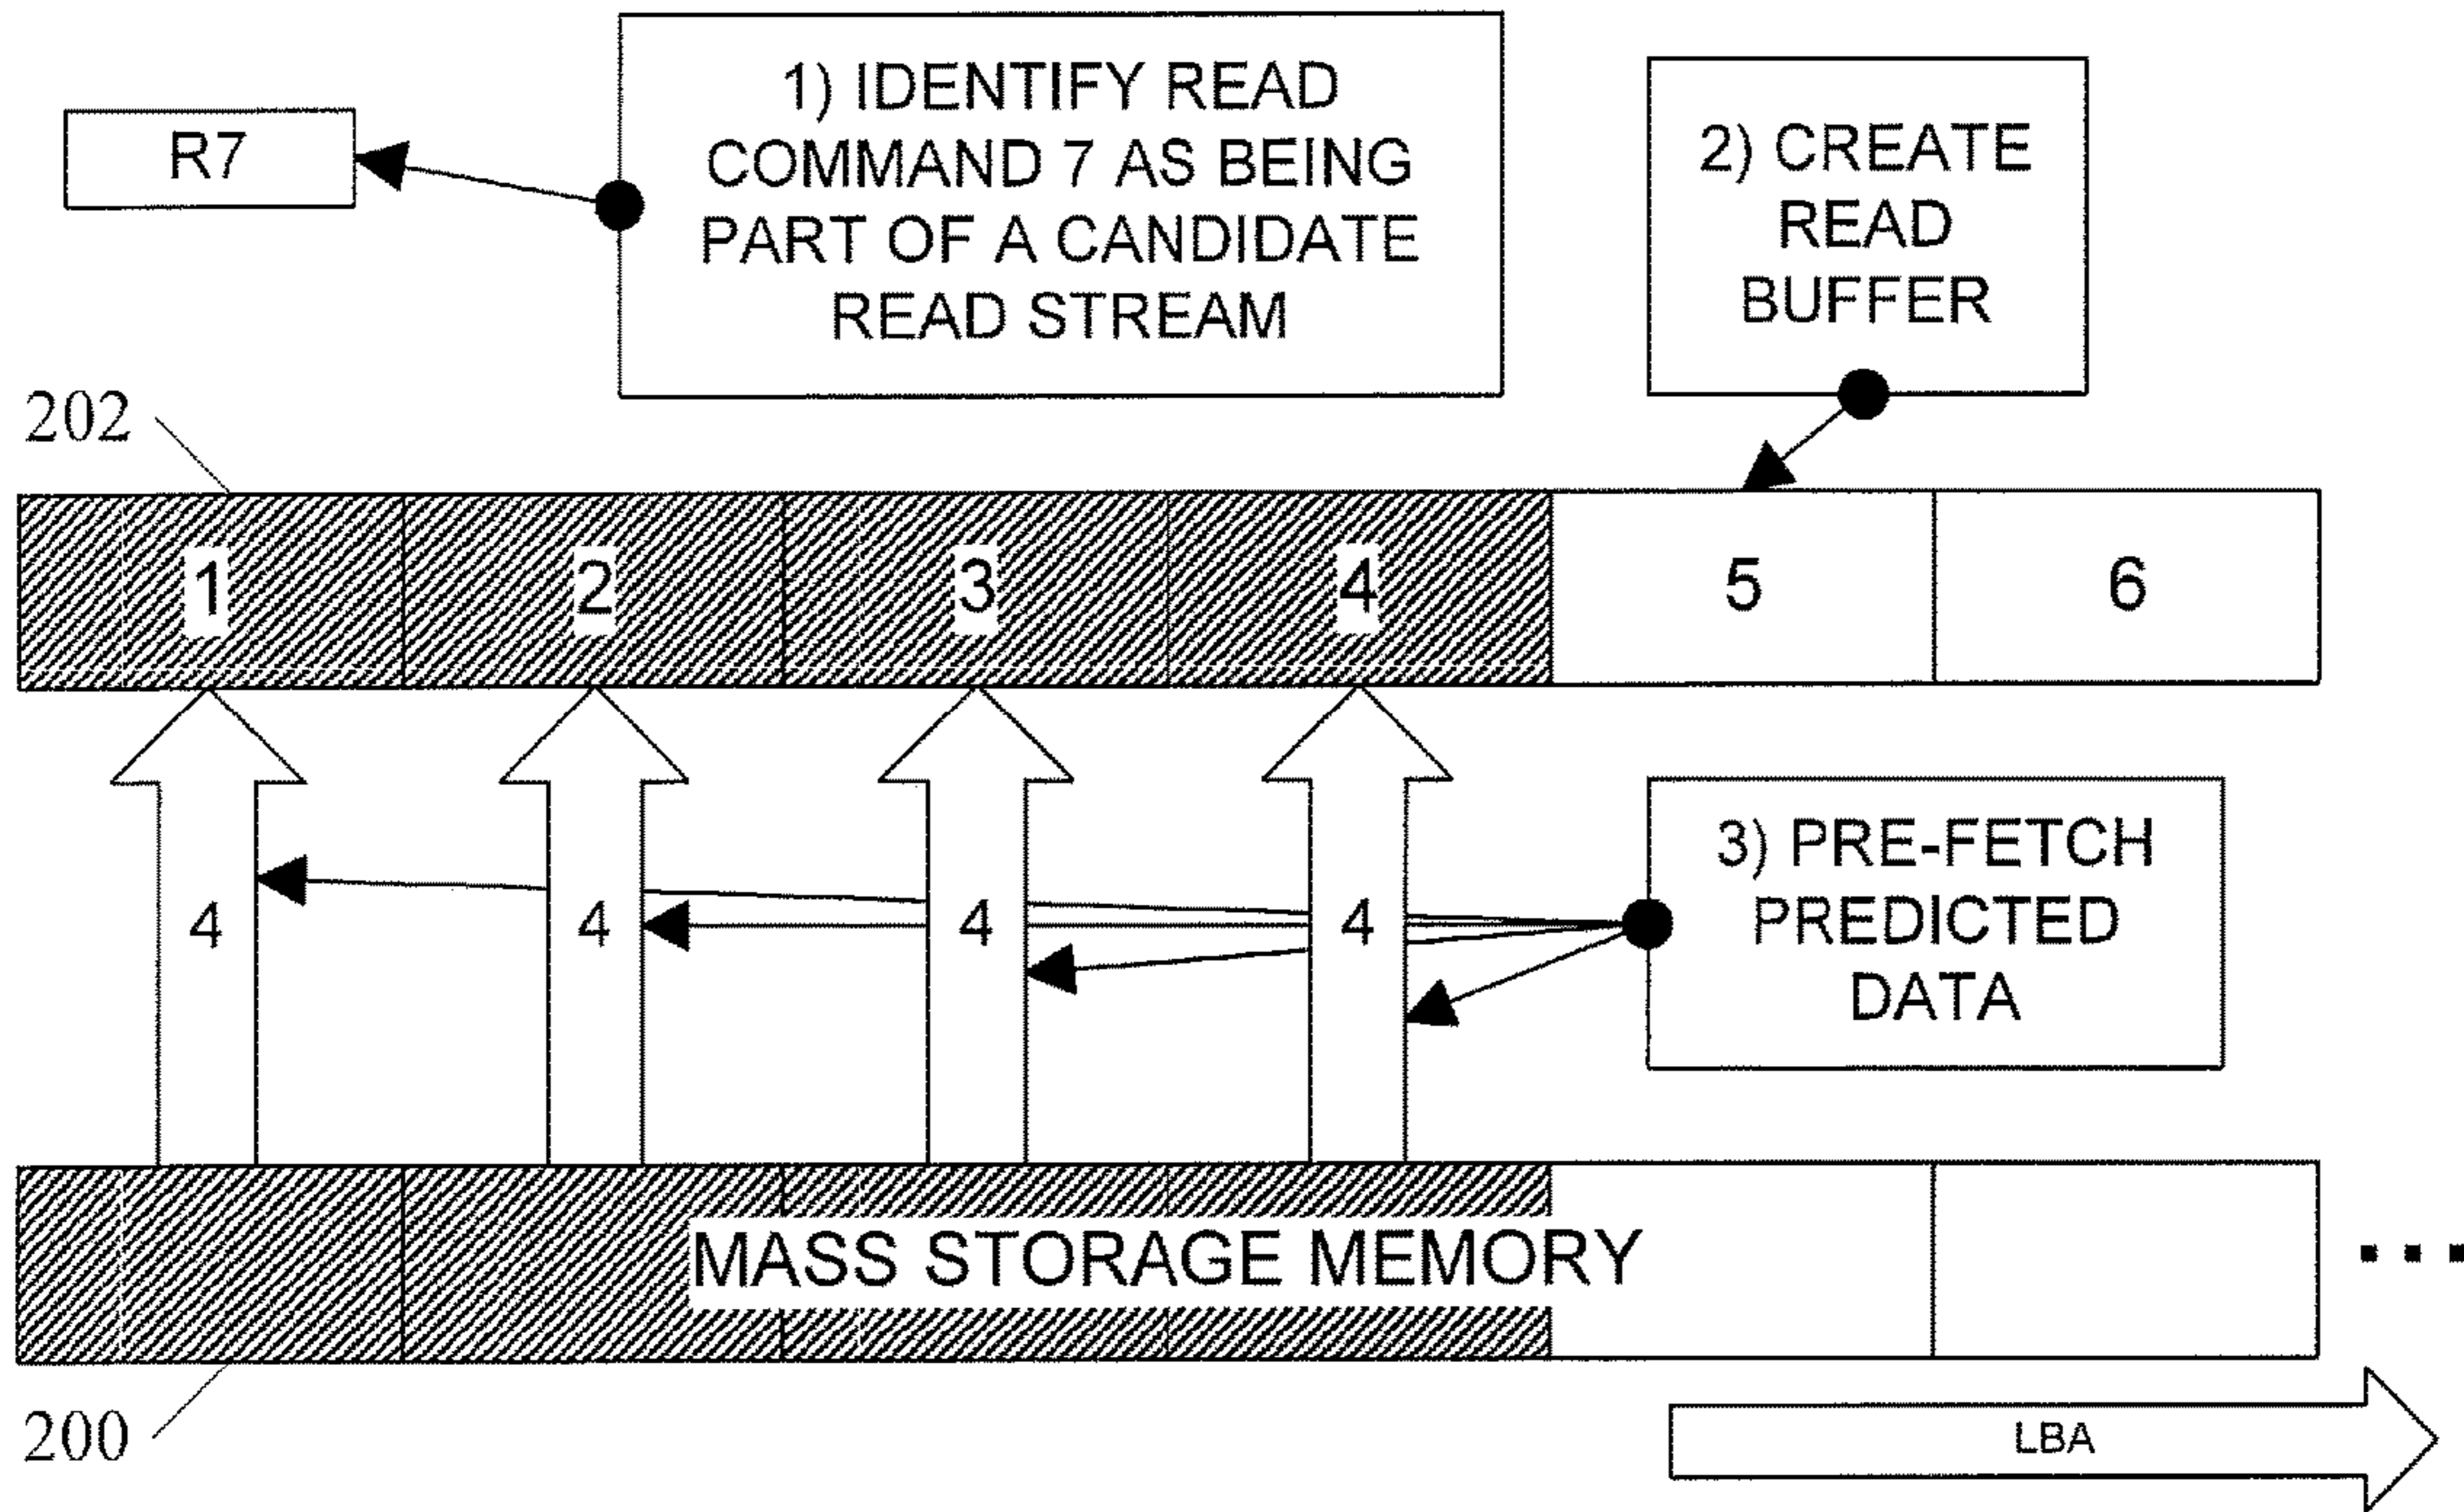 1) IDENTIFY READ
COMMAND 7 AS BEING
PART OF A CANDIDATE
READ STREAM
R7
2) CREATE
READ
BUFFER
202
1 2 3 4 5 6
3) PRE-FETCH
PREDICTED
DATA
4 4 4 4
MASS STORAGE MEMORY
200
LBA